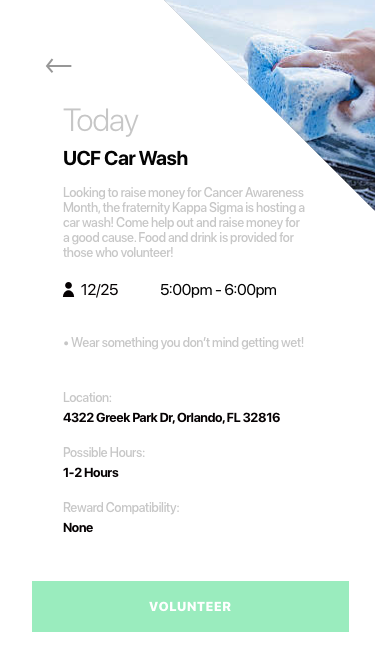 Today
UCF Car Wash
Looking to raise money for Cancer Awareness
Month, the fraternity Kappa Sigma is hosting a
car wash! Come help out and raise money for
a good cause. Food and drink is provided for
those who volunteer!
12/25 5:00pm - 6:00pm
• Wear something you don't mind getting wet!
Location:
4322 Greek Park Dr, Orlando, FL 32816
Possible Hours:
1-2 Hours
Reward Compatibility:
None
VOLUNTEER